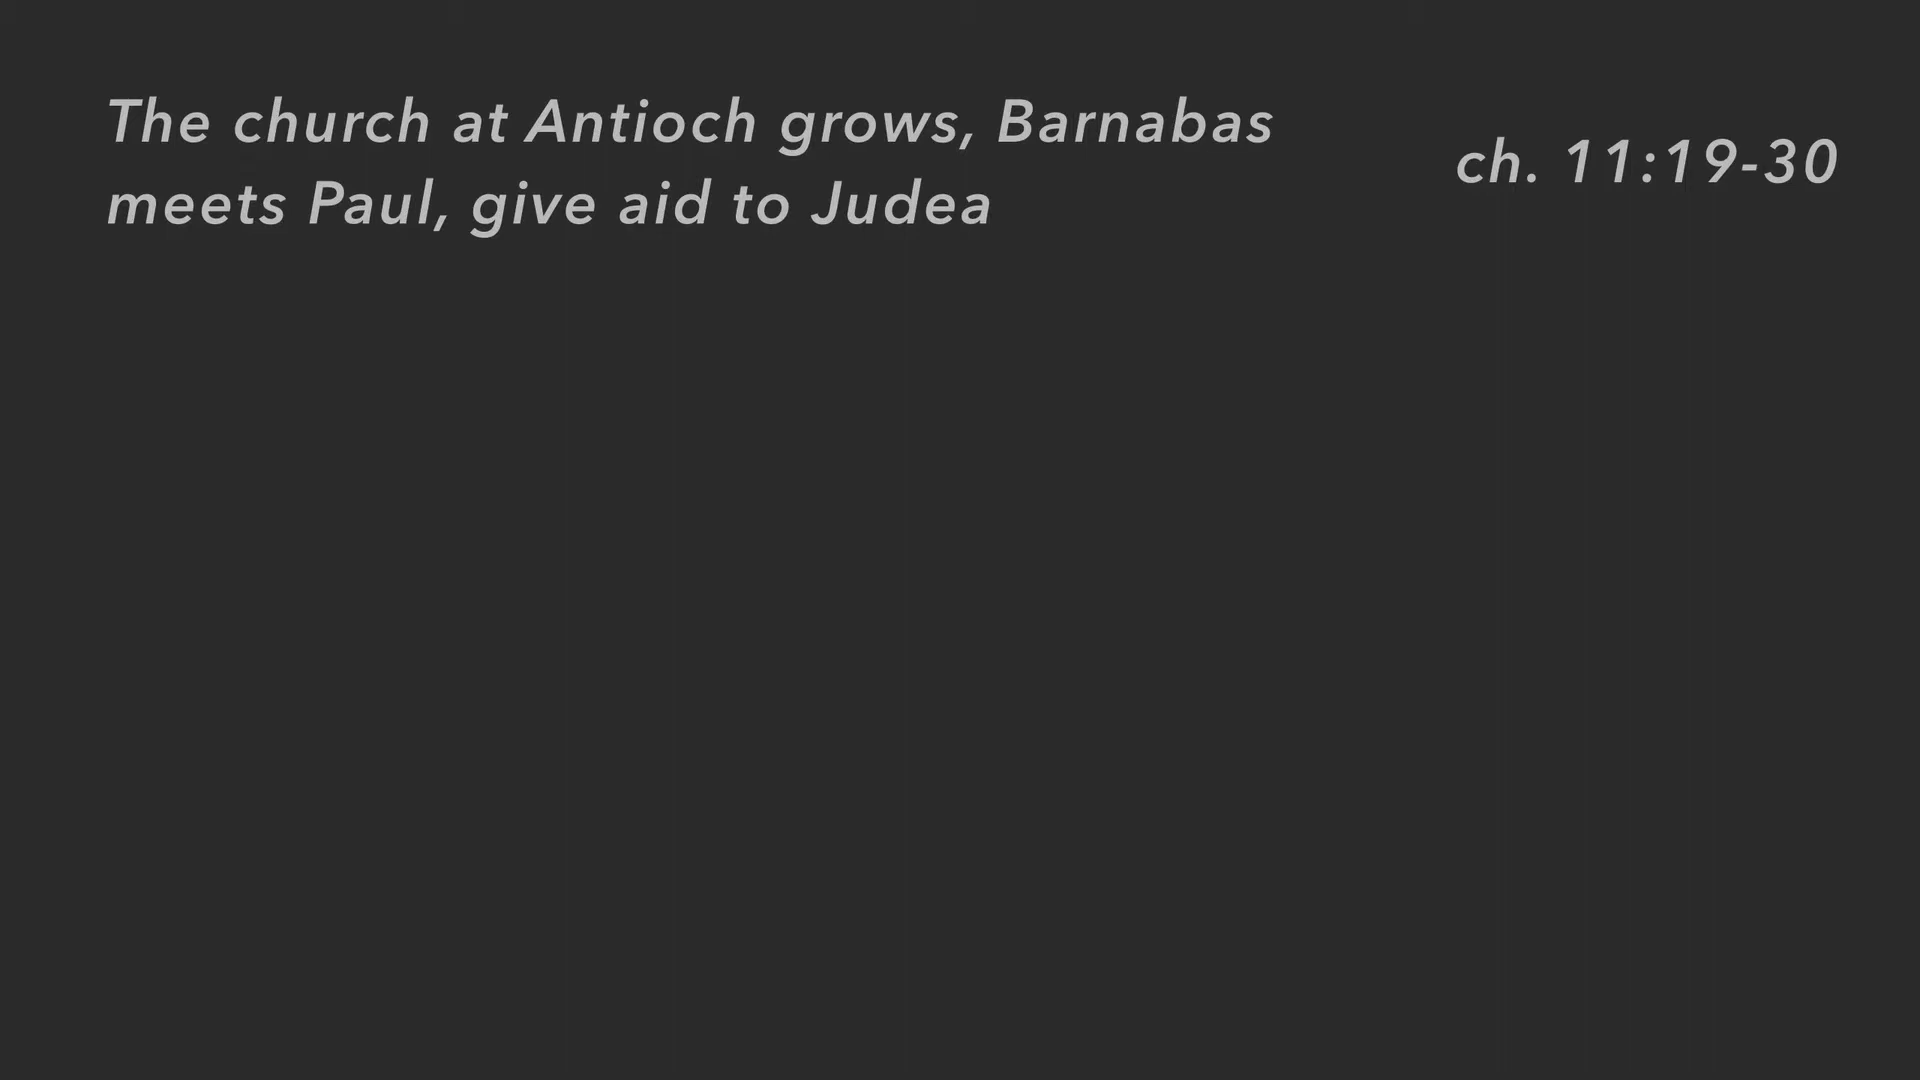 The church at Antioch grows, Barnabas
meets Paul, give aid to Judea
ch. 11:19-30